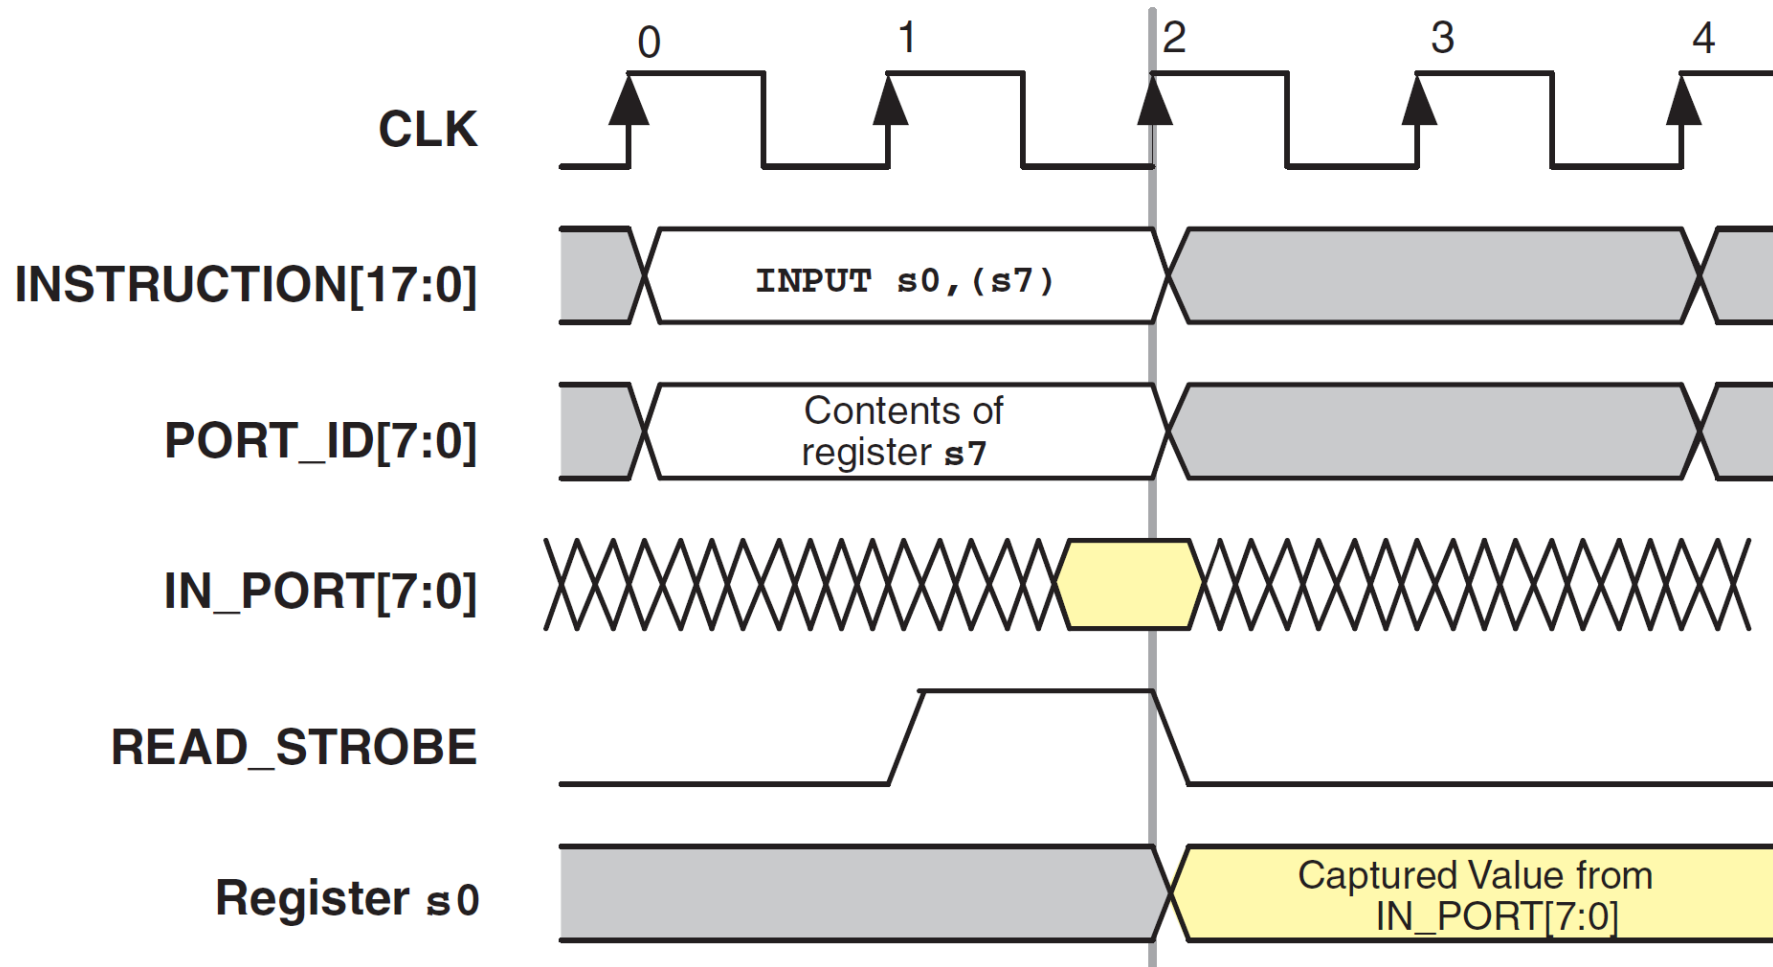 0 1 2 3 4
CLK
INSTRUCTION[17:0] INPUT s0,(s7)
PORT_ID[7:0] Contents of
register s7
IN_PORT[7:0]
READ_STROBE
Register s0 Captured Value from
IN_PORT[7:0]